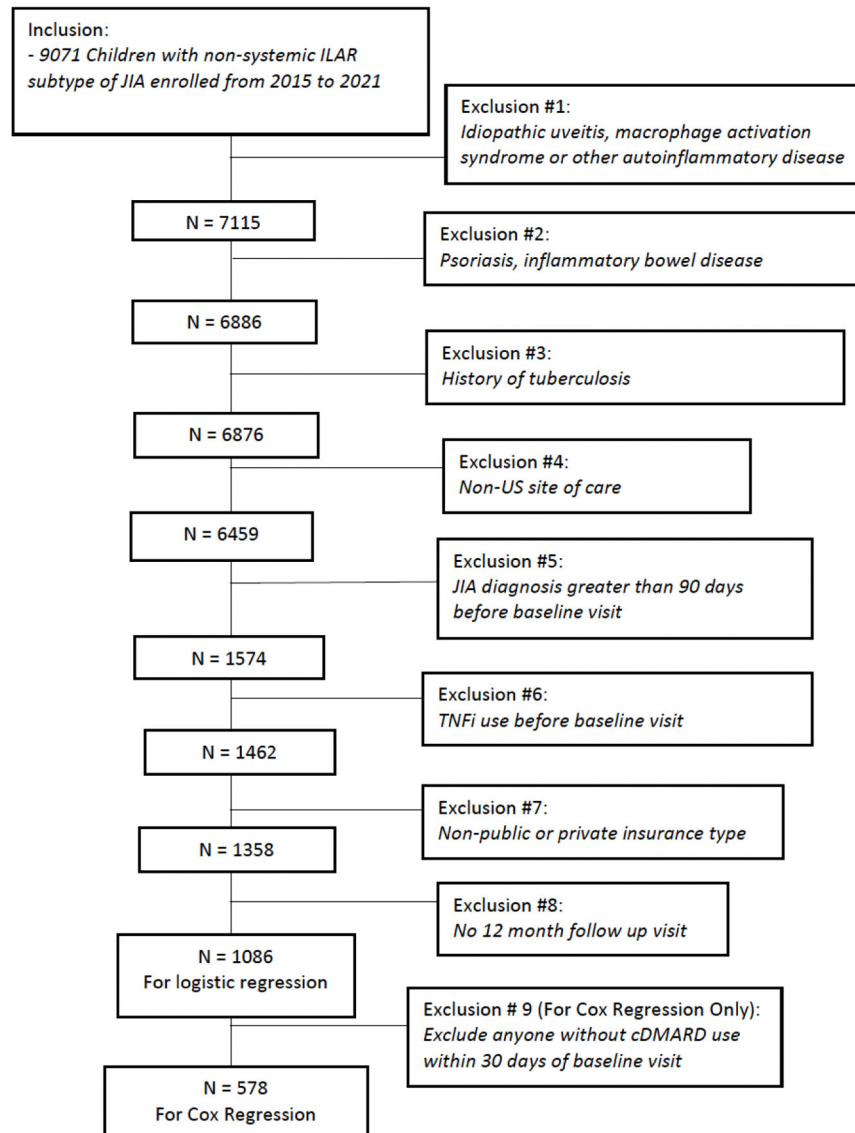 Inclusion:
- 9071 Children with non-systemic ILAR
subtype of JIA enrolled from 2015 to 2021
Exclusion #1:
Idiopathic uveitis, macrophage activation
syndrome or other autoinflammatory disease
N = 7115
Exclusion #2:
Psoriasis, inflammatory bowel disease
N = 6886
Exclusion #3:
History of tuberculosis
N = 6876
Exclusion #4:
Non-US site of care
N = 6459
Exclusion #5:
JIA diagnosis greater than 90 days
before baseline visit
N = 1574
Exclusion #6:
TNFi use before baseline visit
N = 1462
Exclusion #7:
Non-public or private insurance type
N = 1358
Exclusion #8:
No 12 month follow up visit
N = 1086
For logistic regression
Exclusion # 9 (For Cox Regression Only):
Exclude anyone without cDMARD use
within 30 days of baseline visit
N = 578
For Cox Regression